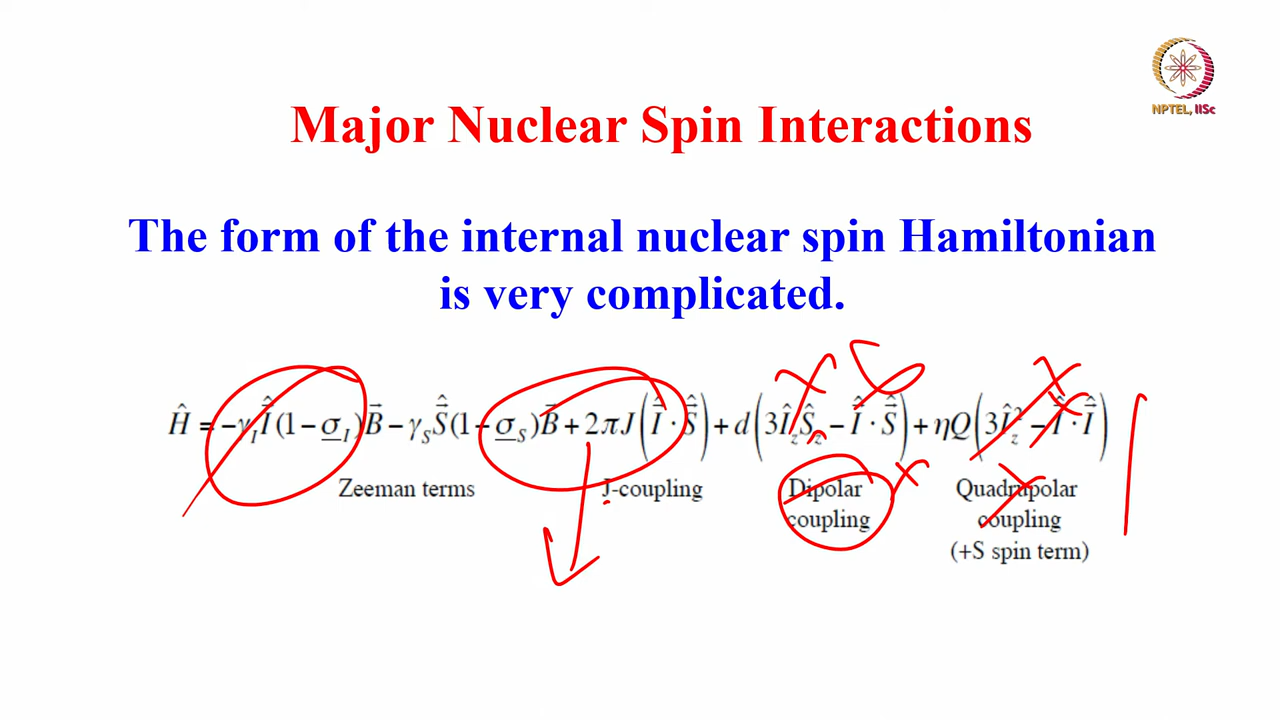 NPTEL, IISc
Major Nuclear Spin Interactions
The form of the internal nuclear spin Hamiltonian
is very complicated.
Ĥ = −γ_I Î(1−σ_I)B⃗ − γ_S Ŝ(1−σ_S)B⃗ + 2πJ(Î · Ŝ) + d(3Î_zŜ_z − Î · Ŝ) + ηQ(3Î_z² − Î · Î)
Zeeman terms J-coupling Dipolar Quadrupolar
coupling coupling
(+S spin term)